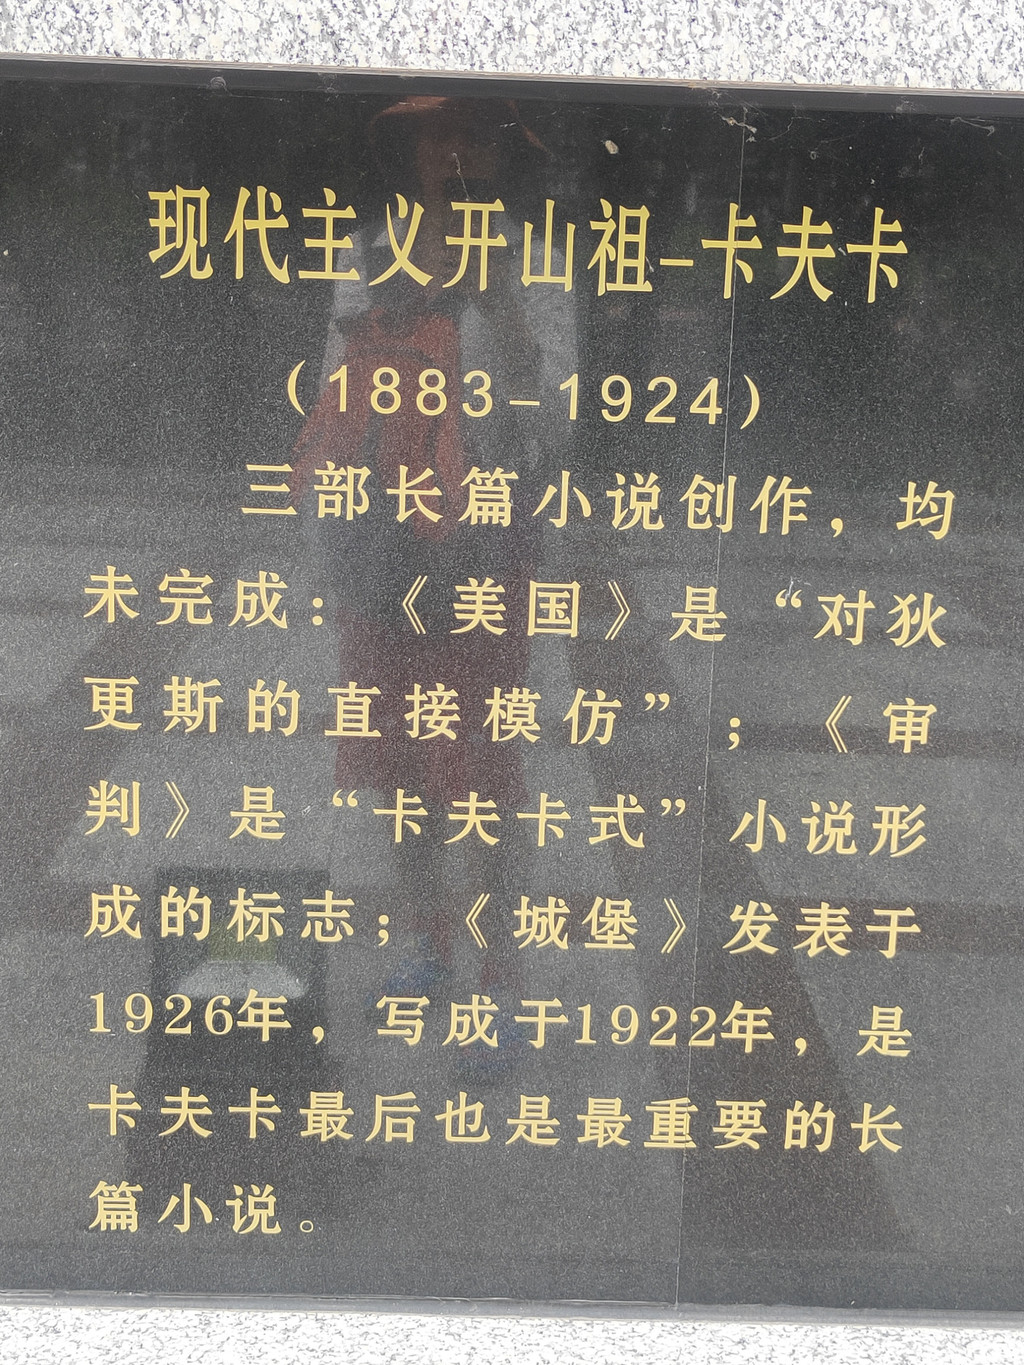 现代主义开山祖-卡夫卡
（1883-1924）
三部长篇小说创作，均
未完成：《美国》是“对狄
更斯的直接模仿”；《审
判》是“卡夫卡式”小说形
成的标志；《城堡》发表于
1926年，写成于1922年，是
卡夫卡最后也是最重要的长
篇小说。